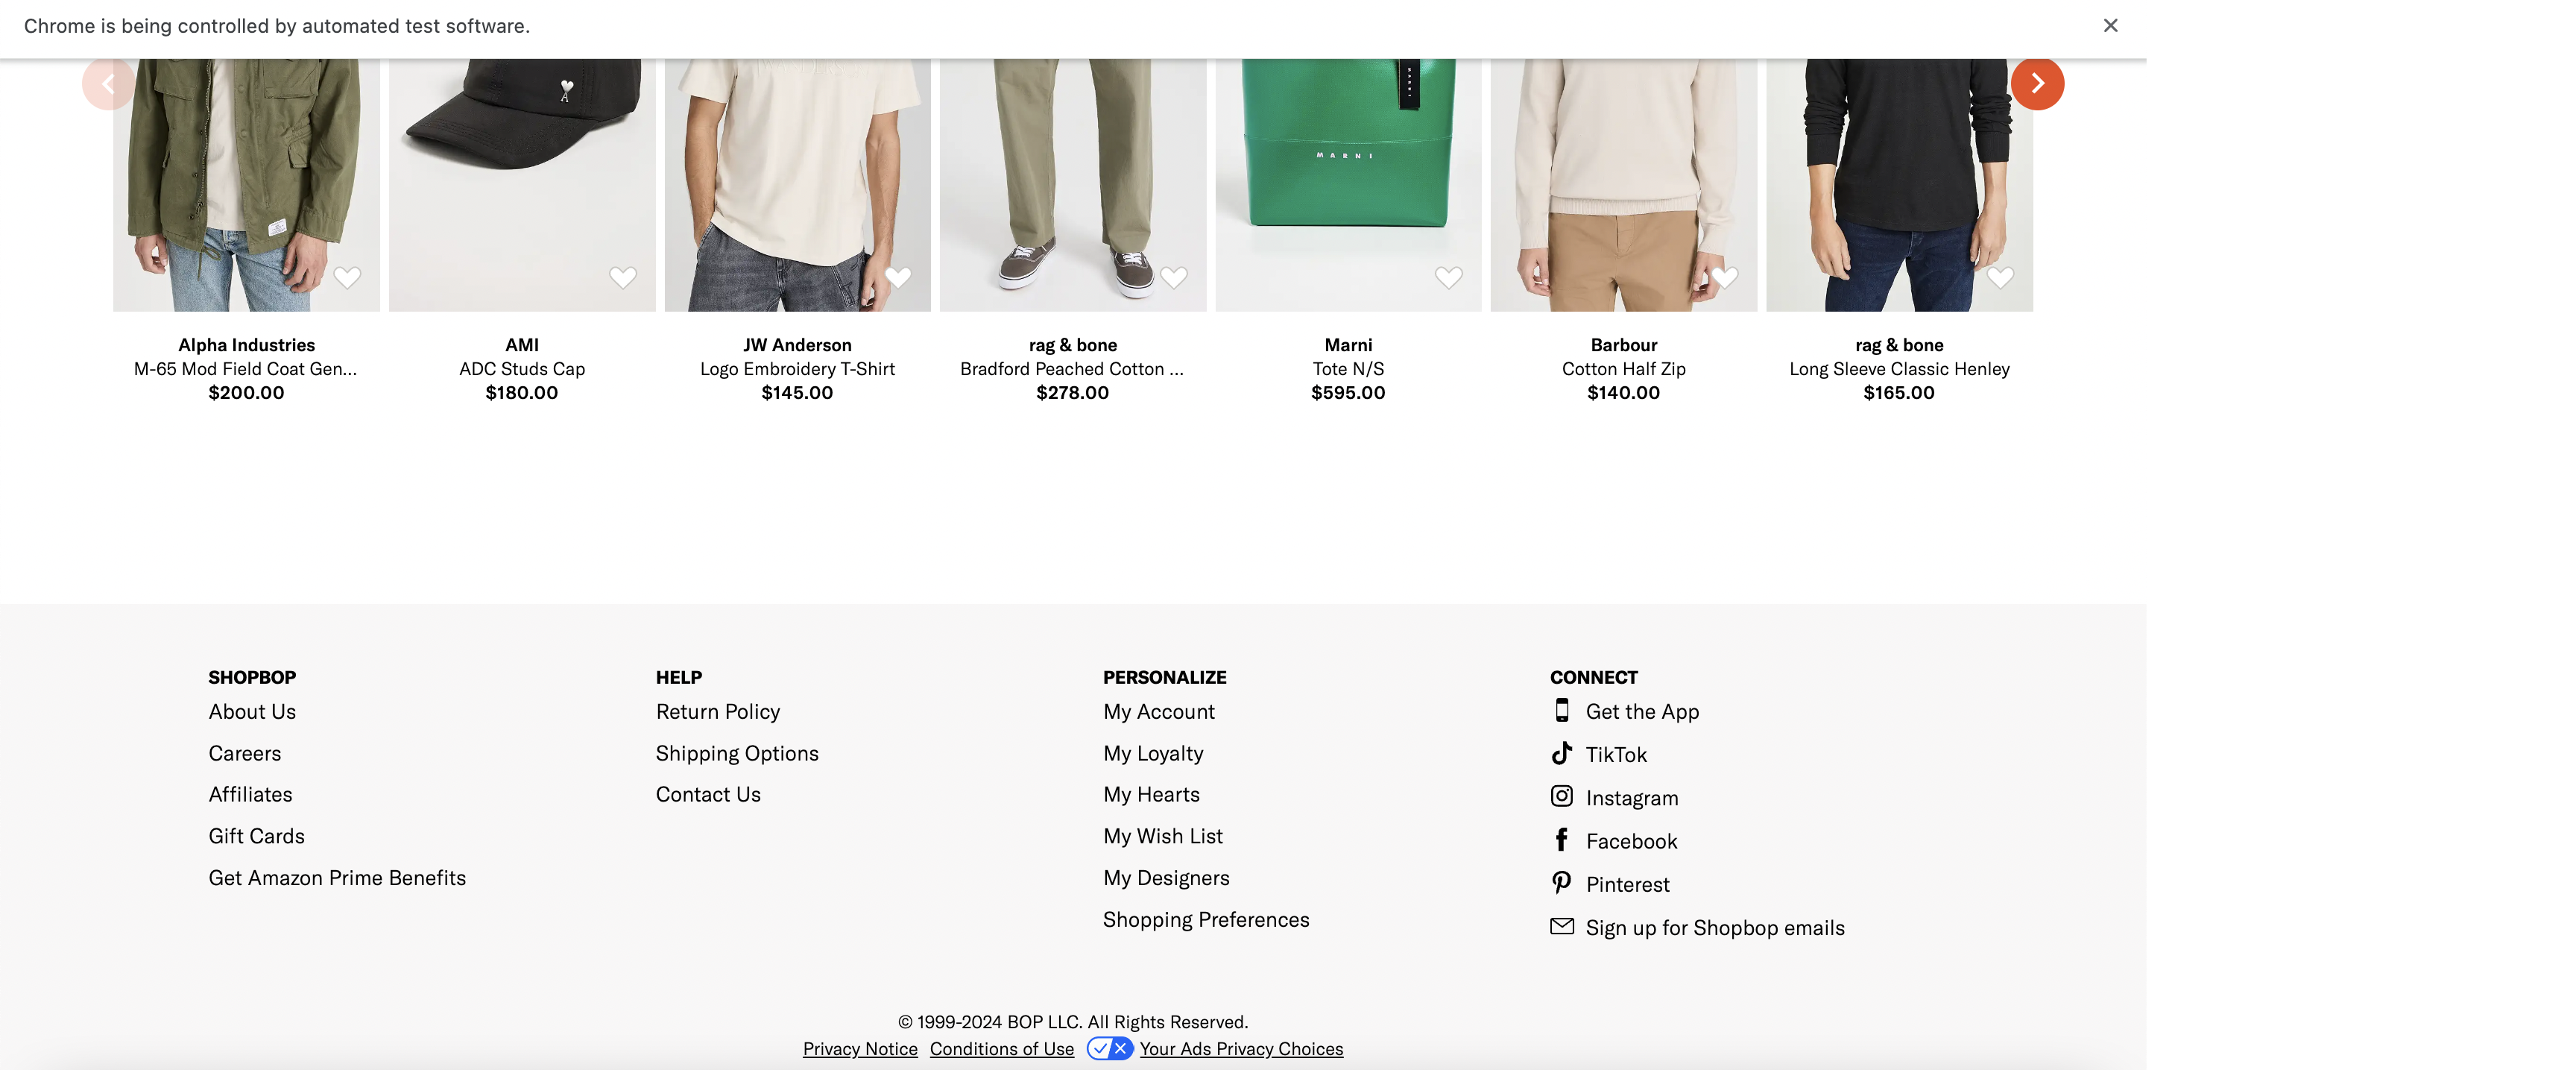 Chrome is being controlled by automated test software.
A
MARNI
MARNI
Alpha Industries
M-65 Mod Field Coat Gen...
$200.00
AMI
ADC Studs Cap
$180.00
JW Anderson
Logo Embroidery T-Shirt
$145.00
rag & bone
Bradford Peached Cotton ...
$278.00
Marni
Tote N/S
$595.00
Barbour
Cotton Half Zip
$140.00
rag & bone
Long Sleeve Classic Henley
$165.00
SHOPBOP
About Us
Careers
Affiliates
Gift Cards
Get Amazon Prime Benefits
HELP
Return Policy
Shipping Options
Contact Us
PERSONALIZE
My Account
My Loyalty
My Hearts
My Wish List
My Designers
Shopping Preferences
CONNECT
Get the App
TikTok
Instagram
Facebook
Pinterest
Sign up for Shopbop emails
© 1999-2024 BOP LLC. All Rights Reserved.
Privacy Notice Conditions of Use Your Ads Privacy Choices